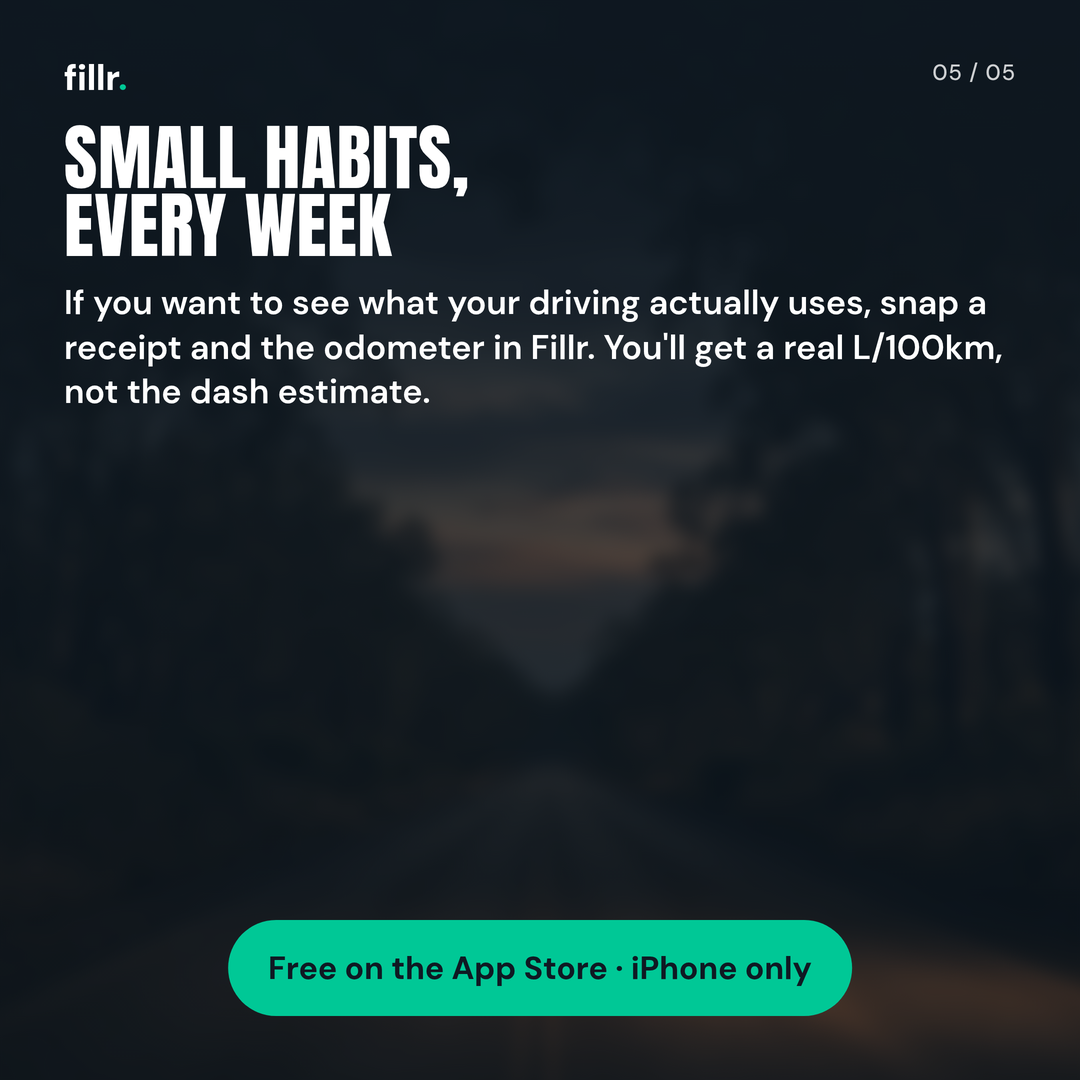 fillr.
05 / 05
SMALL HABITS,
EVERY WEEK
If you want to see what your driving actually uses, snap a
receipt and the odometer in Fillr. You'll get a real L/100km,
not the dash estimate.
Free on the App Store · iPhone only